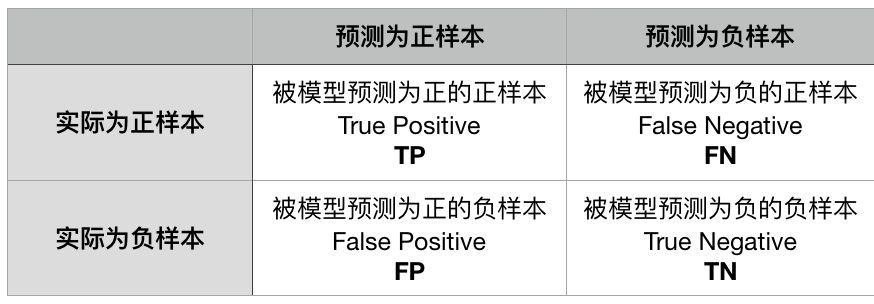 预测为正样本 预测为负样本
实际为正样本
被模型预测为正的正样本
True Positive
TP
被模型预测为负的正样本
False Negative
FN
实际为负样本
被模型预测为正的负样本
False Positive
FP
被模型预测为负的负样本
True Negative
TN